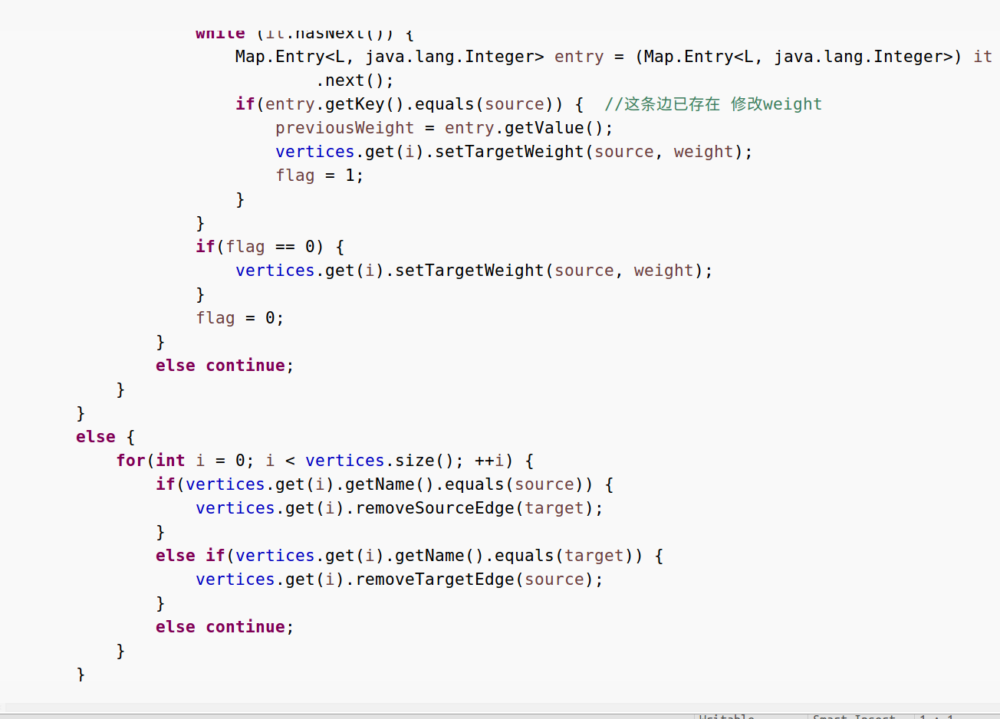 while (it.hasNext()) {
Map.Entry<L, java.lang.Integer> entry = (Map.Entry<L, java.lang.Integer>) it
.next();
if(entry.getKey().equals(source)) {  //这条边已存在 修改weight
previousWeight = entry.getValue();
vertices.get(i).setTargetWeight(source, weight);
flag = 1;
}
}
if(flag == 0) {
vertices.get(i).setTargetWeight(source, weight);
}
flag = 0;
}
else continue;
}
}
else {
for(int i = 0; i < vertices.size(); ++i) {
if(vertices.get(i).getName().equals(source)) {
vertices.get(i).removeSourceEdge(target);
}
else if(vertices.get(i).getName().equals(target)) {
vertices.get(i).removeTargetEdge(source);
}
else continue;
}
}
Writable Smart Insert 1 : 1